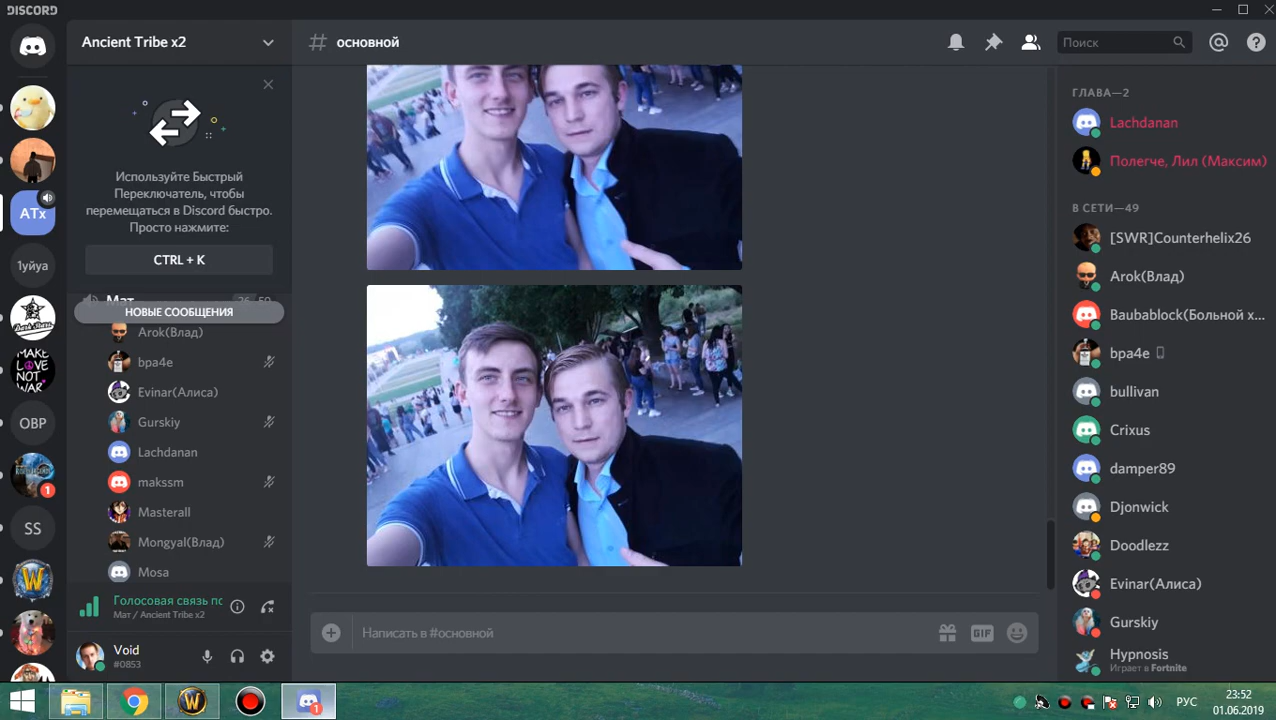 DISCORD
Ancient Tribe x2
Используйте Быстрый
Переключатель, чтобы
перемещаться в Discord быстро.
Просто нажмите:
CTRL + K
Мат
НОВЫЕ СООБЩЕНИЯ
Arok(Влад)
bpa4e
Evinar(Алиса)
Gurskiy
Lachdanan
makssm
Masterall
Mongyal(Влад)
Mosa
Голосовая связь по
Мат / Ancient Tribe x2
Void
#0853
ATx
1уйуа
MAKE
LOVE
NOT
WAR
OBP
1
SS
# основной
Поиск
Написать в #основной
GIF
ГЛАВА—2
Lachdanan
Полегче, Лил (Максим)
В СЕТИ—49
[SWR]Counterhelix26
Arok(Влад)
Baubablock(Больной х...
bpa4e
bullivan
Crixus
damper89
Djonwick
Doodlezz
Evinar(Алиса)
Gurskiy
Hypnosis
Играет в Fortnite
1
РУС
23:52
01.06.2019